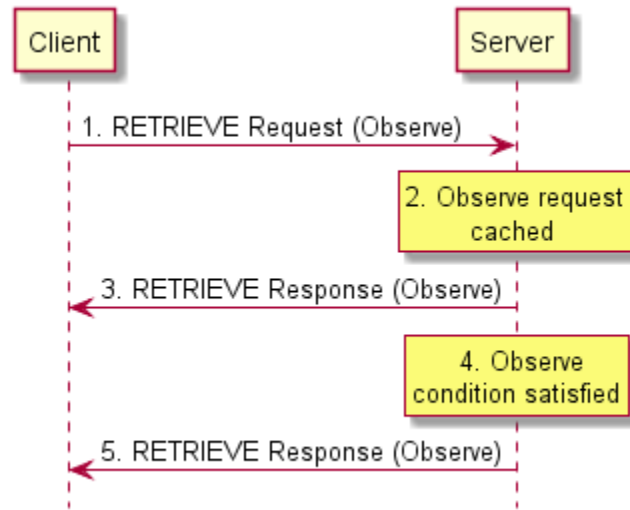 Client
Server
1. RETRIEVE Request (Observe)
2. Observe request
cached
3. RETRIEVE Response (Observe)
4. Observe
condition satisfied
5. RETRIEVE Response (Observe)